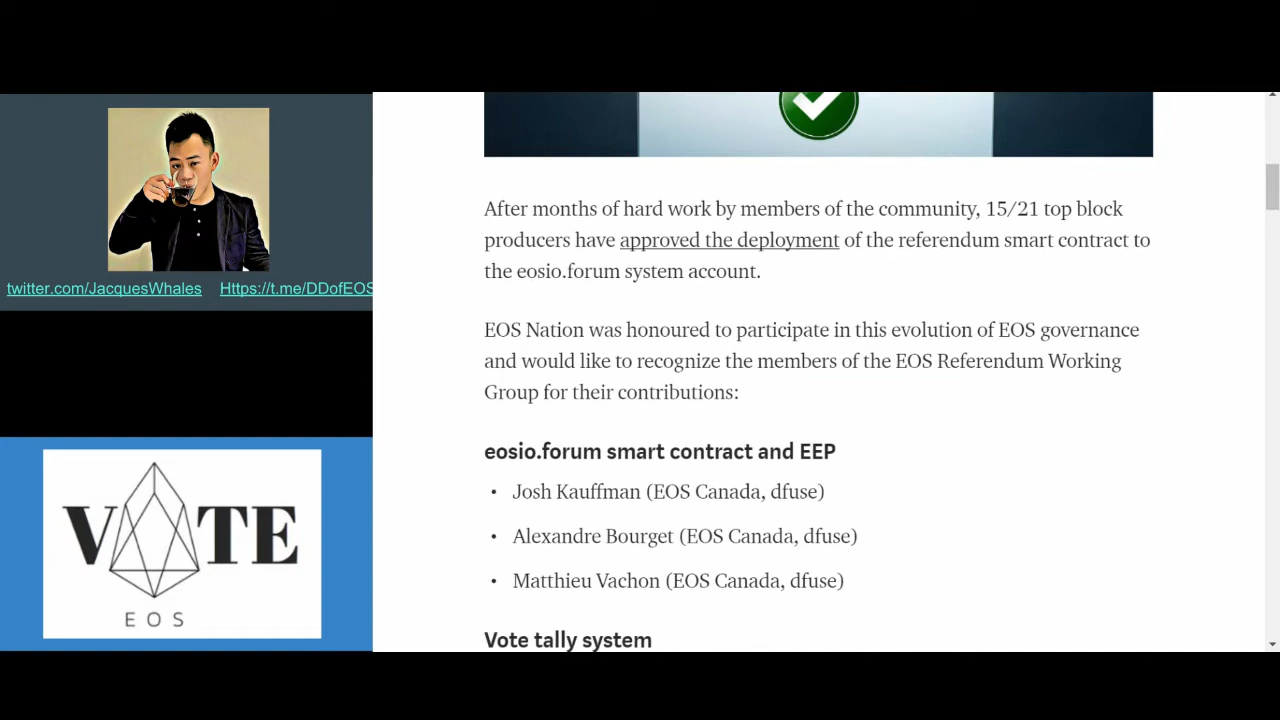 twitter.com/JacquesWhales Https://t.me/DDofEOS
VOTE
EOS
After months of hard work by members of the community, 15/21 top block
producers have approved the deployment of the referendum smart contract to
the eosio.forum system account.
EOS Nation was honoured to participate in this evolution of EOS governance
and would like to recognize the members of the EOS Referendum Working
Group for their contributions:
eosio.forum smart contract and EEP
• Josh Kauffman (EOS Canada, dfuse)
• Alexandre Bourget (EOS Canada, dfuse)
• Matthieu Vachon (EOS Canada, dfuse)
Vote tally system